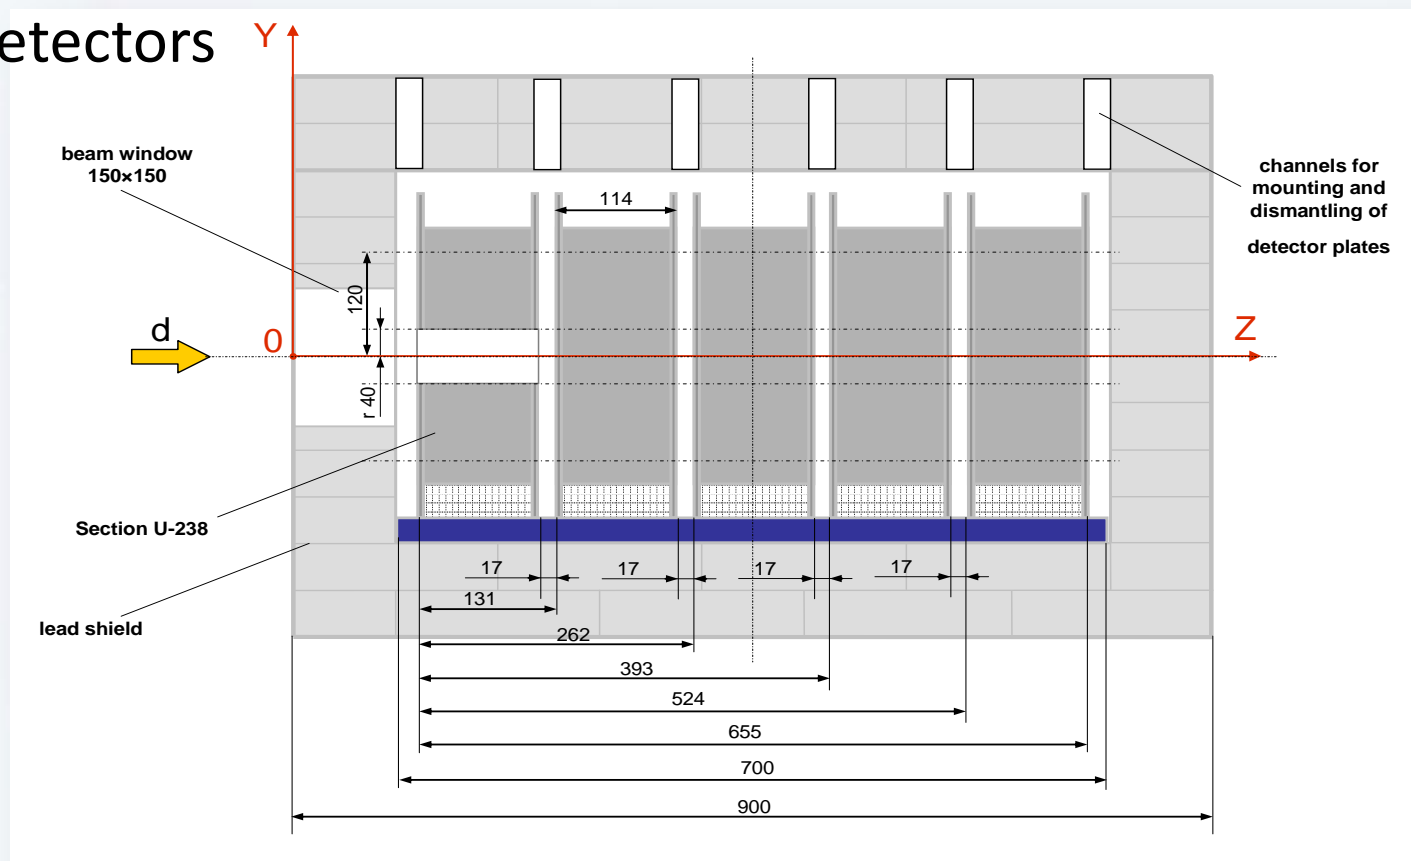 etectors
Y
beam window
150×150
channels for
mounting and
dismantling of
detector plates
114
120
d
0
Z
r 40
Section U-238
lead shield
17
17
17
17
131
262
393
524
655
700
900